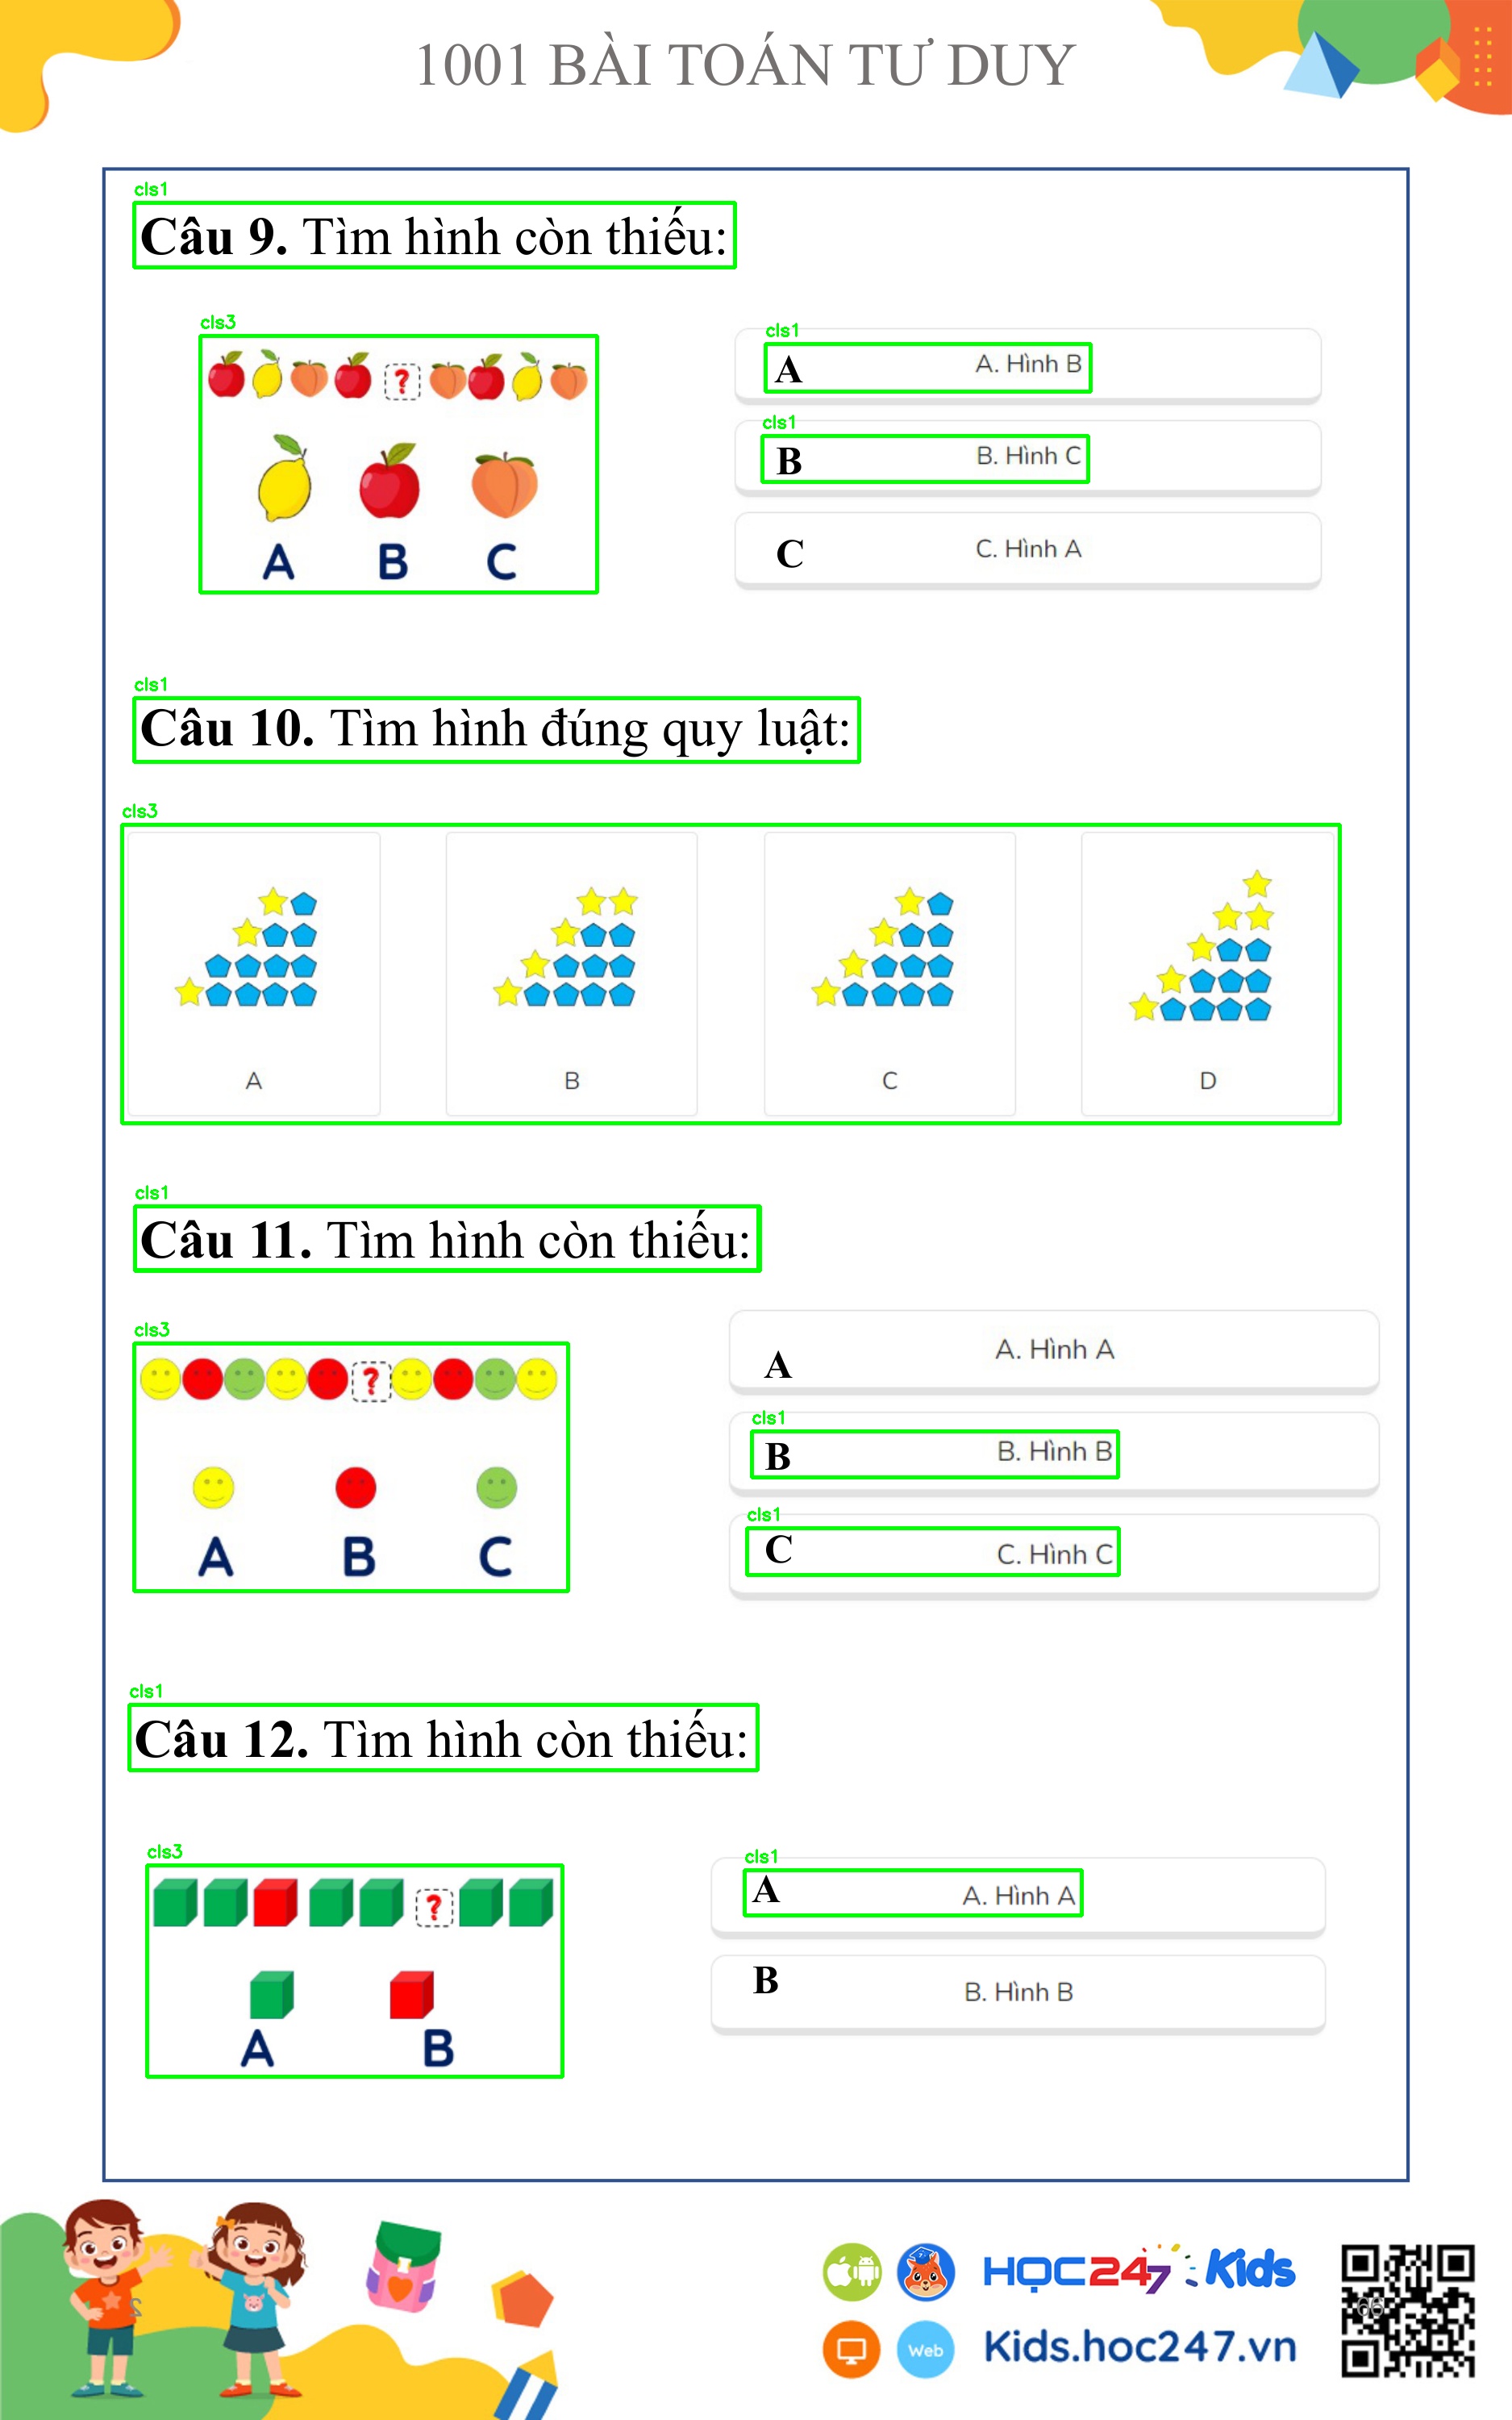 1001 BÀI TOÁN TƯ DUY
cls1
Câu 9. Tìm hình còn thiếu:
cls3
?
A B C
cls1
A A. Hình B
cls1
B B. Hình C
C C. Hình A
cls1
Câu 10. Tìm hình đúng quy luật:
cls3
A B C D
cls1
Câu 11. Tìm hình còn thiếu:
cls3
?
A B C
A A. Hình A
cls1
B B. Hình B
cls1
C C. Hình C
cls1
Câu 12. Tìm hình còn thiếu:
cls3
?
A B
cls1
A A. Hình A
B B. Hình B
2
HỌC247 Kids
66
Web Kids.hoc247.vn